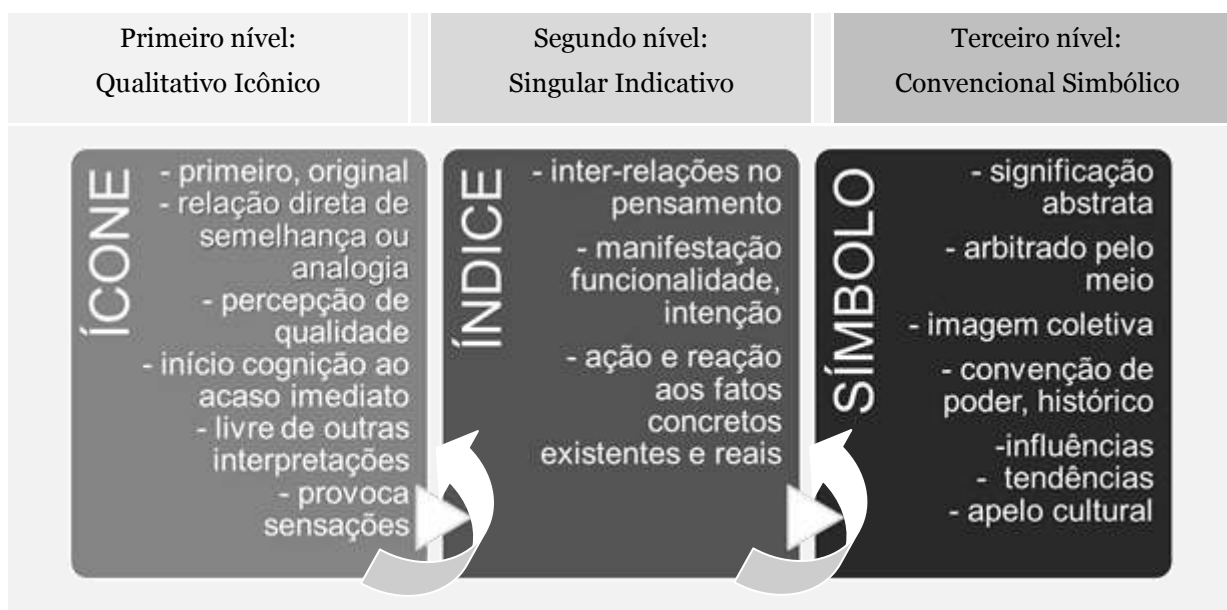 Primeiro nível:
Qualitativo Icônico
Segundo nível:
Singular Indicativo
Terceiro nível:
Convencional Simbólico
ÍCONE
- primeiro, original
- relação direta de
semelhança ou
analogia
- percepção de
qualidade
- início cognição ao
acaso imediato
- livre de outras
interpretações
- provoca
sensações
ÍNDICE
- inter-relações no
pensamento
- manifestação
funcionalidade,
intenção
- ação e reação
aos fatos
concretos
existentes e reais
SÍMBOLO
- significação
abstrata
- arbitrado pelo
meio
- imagem coletiva
- convenção de
poder, histórico
-influências
- tendências
- apelo cultural